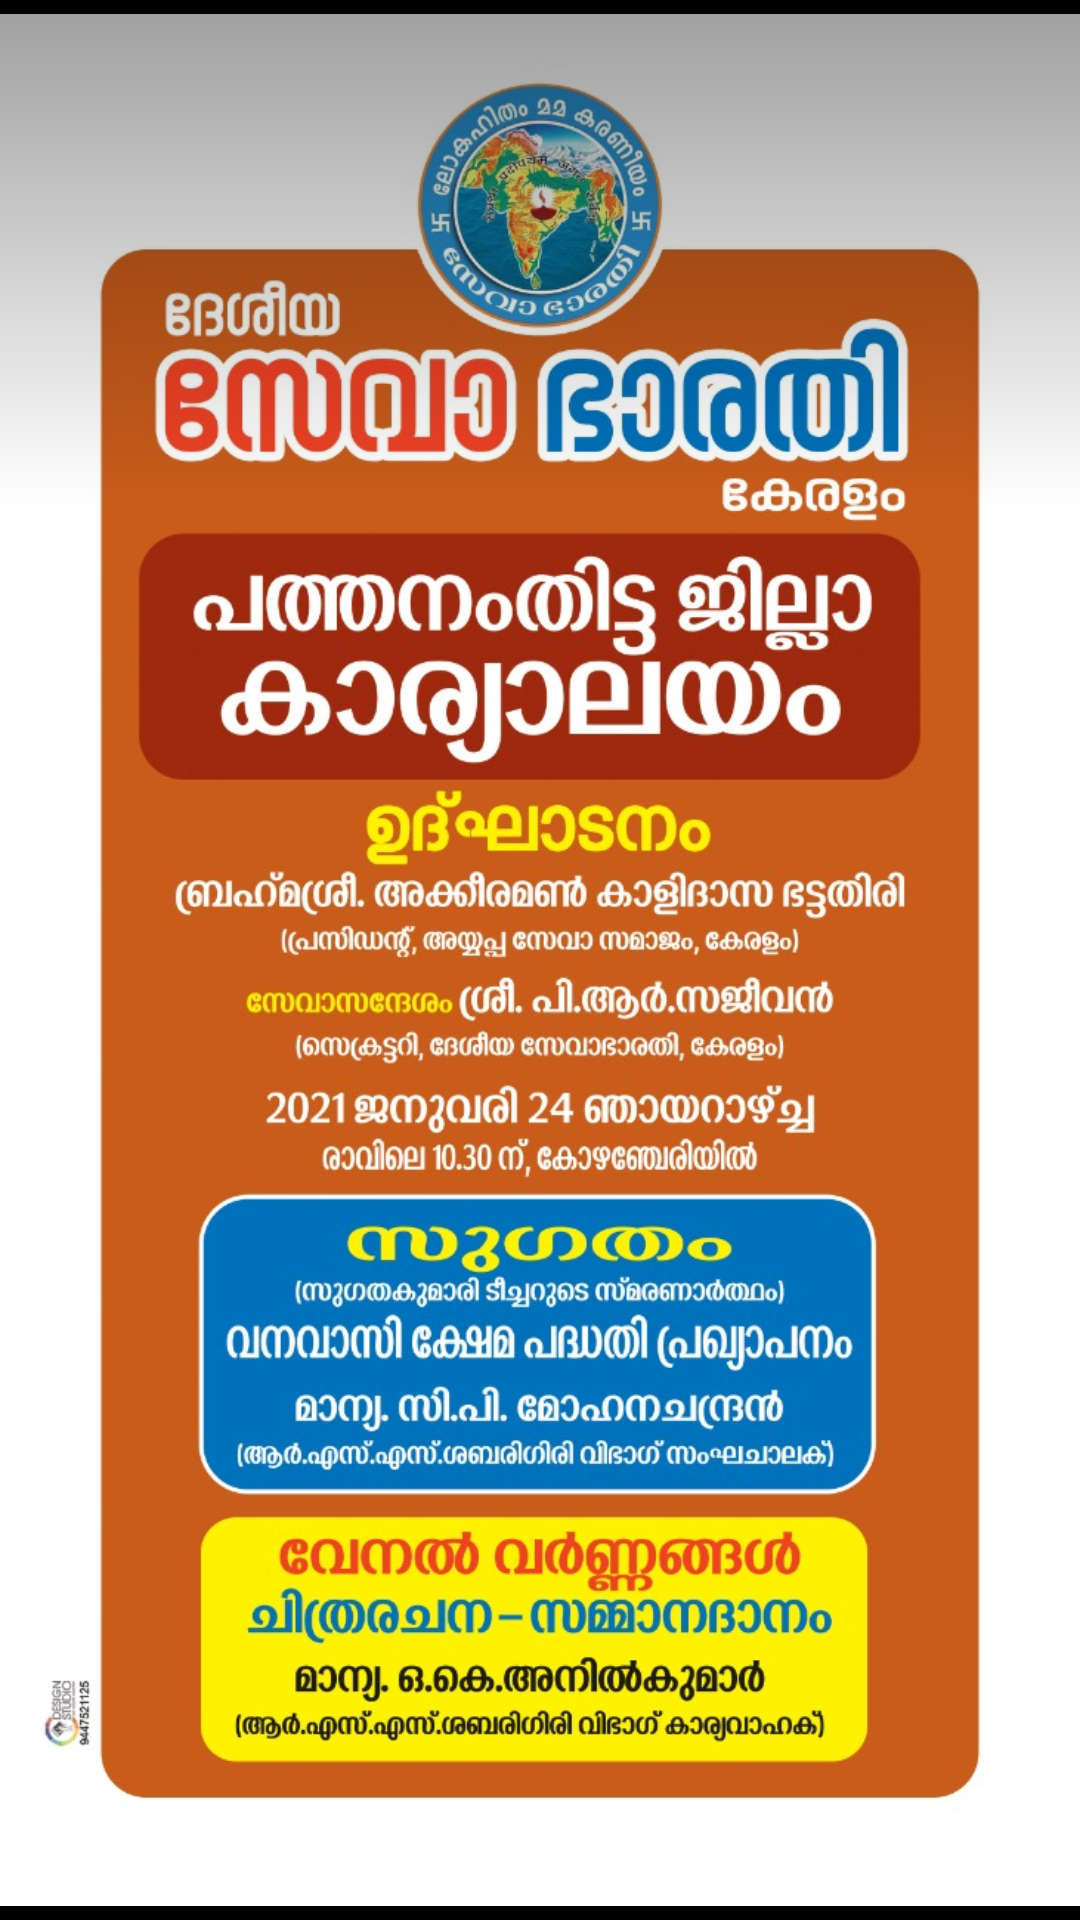 ലോകഹിതം മമ കരണീയം
സേവാ ഭാരതി
ദേശീയ
സേവാ ഭാരതി
കേരളം
പത്തനംതിട്ട ജില്ലാ
കാര്യാലയം
ഉദ്ഘാടനം
ബ്രഹ്മശ്രീ. അക്കീരമൺ കാളിദാസ ഭട്ടതിരി
(പ്രസിഡന്റ്, അയ്യപ്പ സേവാ സമാജം, കേരളം)
സേവാസന്ദേശം ശ്രീ. പി.ആർ.സജീവൻ
(സെക്രട്ടറി, ദേശീയ സേവാഭാരതി, കേരളം)
2021 ജനുവരി 24 ഞായറാഴ്ച്ച
രാവിലെ 10.30 ന്, കോഴഞ്ചേരിയിൽ
സുഗതം
(സുഗതകുമാരി ടീച്ചറുടെ സ്മരണാർത്ഥം)
വനവാസി ക്ഷേമ പദ്ധതി പ്രഖ്യാപനം
മാന്യ. സി.പി. മോഹനചന്ദ്രൻ
(ആർ.എസ്.എസ്.ശബരിഗിരി വിഭാഗ് സംഘചാലക്)
വേനൽ വർണ്ണങ്ങൾ
ചിത്രരചന – സമ്മാനദാനം
മാന്യ. ഒ.കെ.അനിൽകുമാർ
(ആർ.എസ്.എസ്.ശബരിഗിരി വിഭാഗ് കാര്യവാഹക്)
DESIGN
STUDIO
9447521125